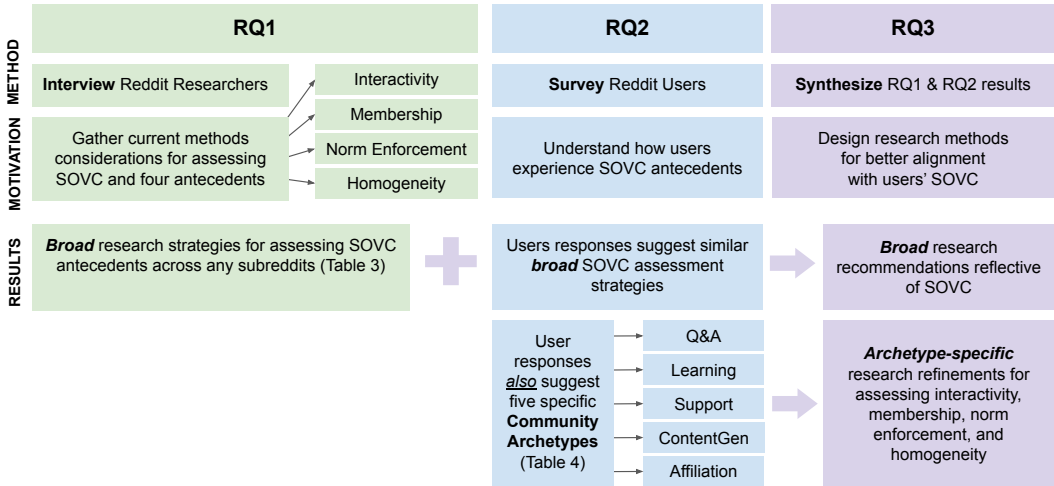 RQ1
RQ2
RQ3
METHOD
Interview Reddit Researchers
Interactivity
Membership
Norm Enforcement
Homogeneity
Survey Reddit Users
Synthesize RQ1 & RQ2 results
MOTIVATION
Gather current methods
considerations for assessing
SOVC and four antecedents
Understand how users
experience SOVC antecedents
Design research methods
for better alignment
with users' SOVC
RESULTS
Broad research strategies for assessing SOVC
antecedents across any subreddits (Table 3)
Users responses suggest similar
broad SOVC assessment
strategies
Broad research
recommendations reflective
of SOVC
User
responses
also suggest
five specific
Community
Archetypes
(Table 4)
Q&A
Learning
Support
ContentGen
Affiliation
Archetype-specific
research refinements for
assessing interactivity,
membership, norm
enforcement, and
homogeneity